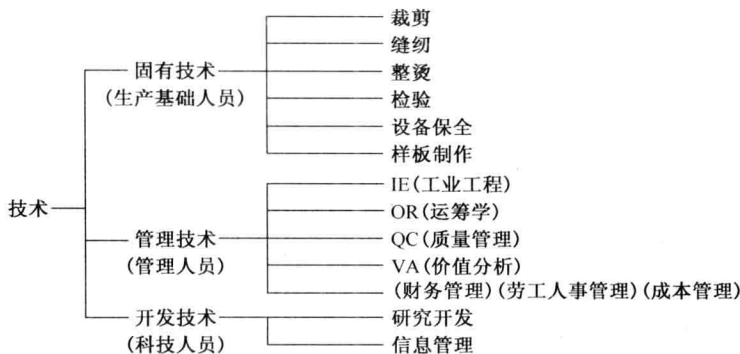 裁剪
缝纫
固有技术
整烫
(生产基础人员)
检验
设备保全
样板制作
技术
IE(工业工程)
OR(运筹学)
管理技术
QC(质量管理)
(管理人员)
VA(价值分析)
(财务管理)(劳工人事管理)(成本管理)
开发技术
研究开发
(科技人员)
信息管理